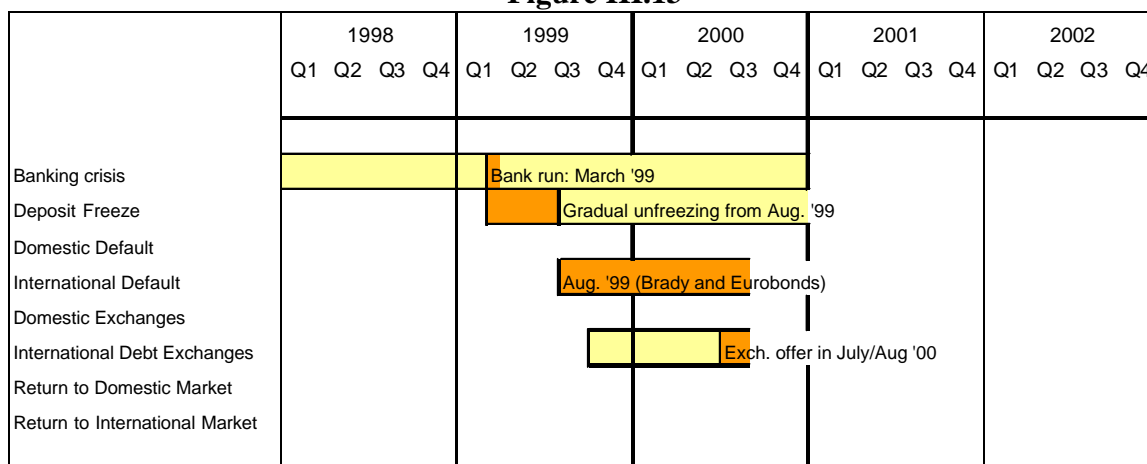 1998 1999 2000 2001 2002
Q1 Q2 Q3 Q4 Q1 Q2 Q3 Q4 Q1 Q2 Q3 Q4 Q1 Q2 Q3 Q4 Q1 Q2 Q3 Q4
Banking crisis Bank run: March '99
Deposit Freeze Gradual unfreezing from Aug. '99
Domestic Default
International Default Aug. '99 (Brady and Eurobonds)
Domestic Exchanges
International Debt Exchanges Exch. offer in July/Aug '00
Return to Domestic Market
Return to International Market